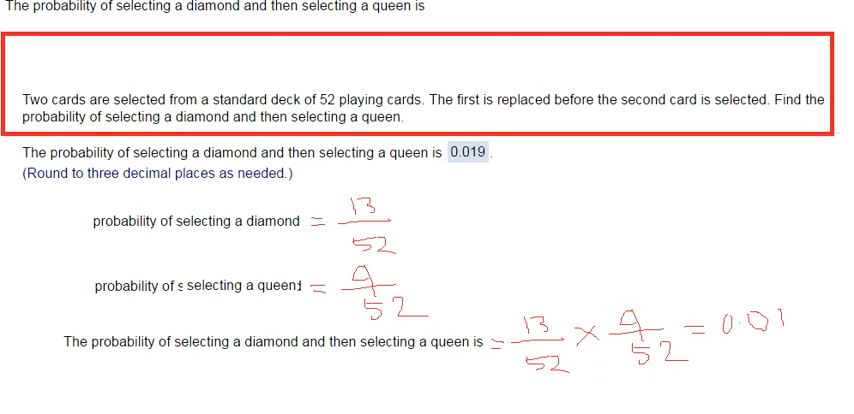 The probability of selecting a diamond and then selecting a queen is
Two cards are selected from a standard deck of 52 playing cards. The first is replaced before the second card is selected. Find the
probability of selecting a diamond and then selecting a queen.
The probability of selecting a diamond and then selecting a queen is 0.019.
(Round to three decimal places as needed.)
probability of selecting a diamond = 13/52
probability of s selecting a queen = 4/52
The probability of selecting a diamond and then selecting a queen is = 13/52 × 4/52 = 0.01